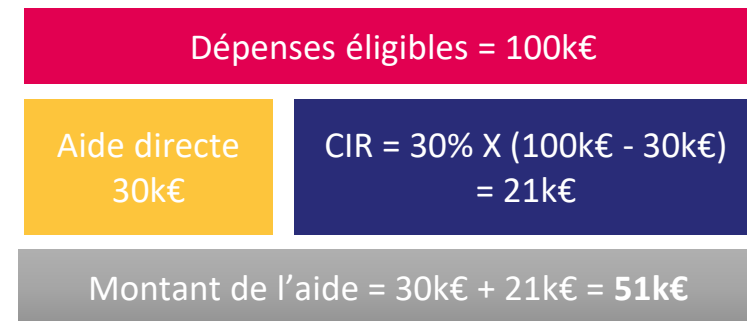 Dépenses éligibles = 100k€
Aide directe
30k€
CIR = 30% X (100k€ - 30k€)
= 21k€
Montant de l’aide = 30k€ + 21k€ = 51k€